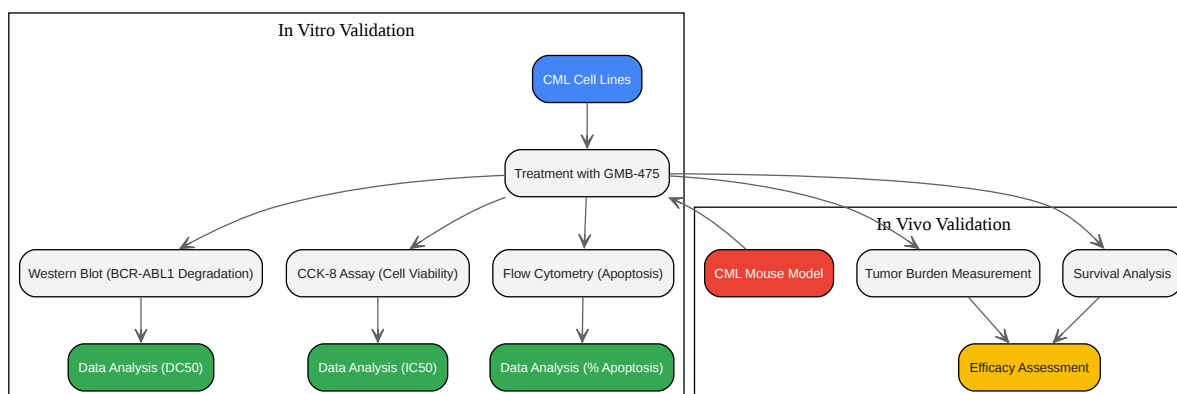 In Vitro Validation
CML Cell Lines
Treatment with GMB-475
In Vivo Validation
Western Blot (BCR-ABL1 Degradation)
CCK-8 Assay (Cell Viability)
Flow Cytometry (Apoptosis)
CML Mouse Model
Tumor Burden Measurement
Survival Analysis
Data Analysis (DC50)
Data Analysis (IC50)
Data Analysis (% Apoptosis)
Efficacy Assessment